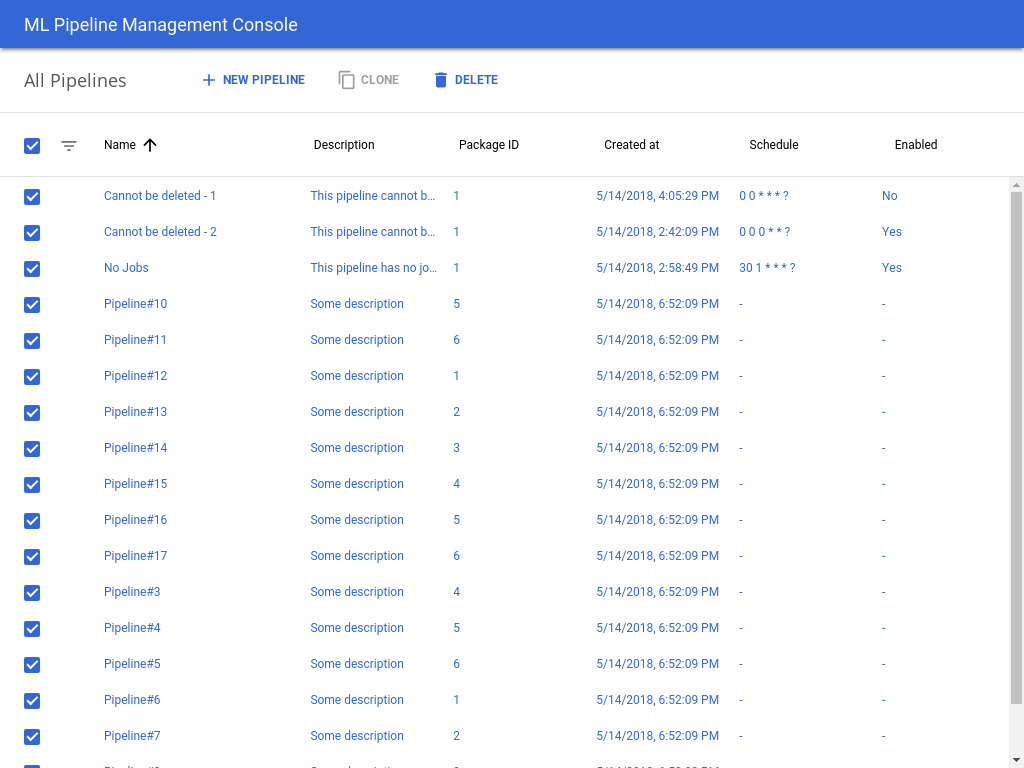 ML Pipeline Management Console
All Pipelines NEW PIPELINE CLONE DELETE
Name Description Package ID Created at Schedule Enabled
Cannot be deleted - 1 This pipeline cannot b... 1 5/14/2018, 4:05:29 PM 0 0 * * * ? No
Cannot be deleted - 2 This pipeline cannot b... 1 5/14/2018, 2:42:09 PM 0 0 0 * * ? Yes
No Jobs This pipeline has no jo... 1 5/14/2018, 2:58:49 PM 30 1 * * * ? Yes
Pipeline#10 Some description 5 5/14/2018, 6:52:09 PM - -
Pipeline#11 Some description 6 5/14/2018, 6:52:09 PM - -
Pipeline#12 Some description 1 5/14/2018, 6:52:09 PM - -
Pipeline#13 Some description 2 5/14/2018, 6:52:09 PM - -
Pipeline#14 Some description 3 5/14/2018, 6:52:09 PM - -
Pipeline#15 Some description 4 5/14/2018, 6:52:09 PM - -
Pipeline#16 Some description 5 5/14/2018, 6:52:09 PM - -
Pipeline#17 Some description 6 5/14/2018, 6:52:09 PM - -
Pipeline#3 Some description 4 5/14/2018, 6:52:09 PM - -
Pipeline#4 Some description 5 5/14/2018, 6:52:09 PM - -
Pipeline#5 Some description 6 5/14/2018, 6:52:09 PM - -
Pipeline#6 Some description 1 5/14/2018, 6:52:09 PM - -
Pipeline#7 Some description 2 5/14/2018, 6:52:09 PM - -